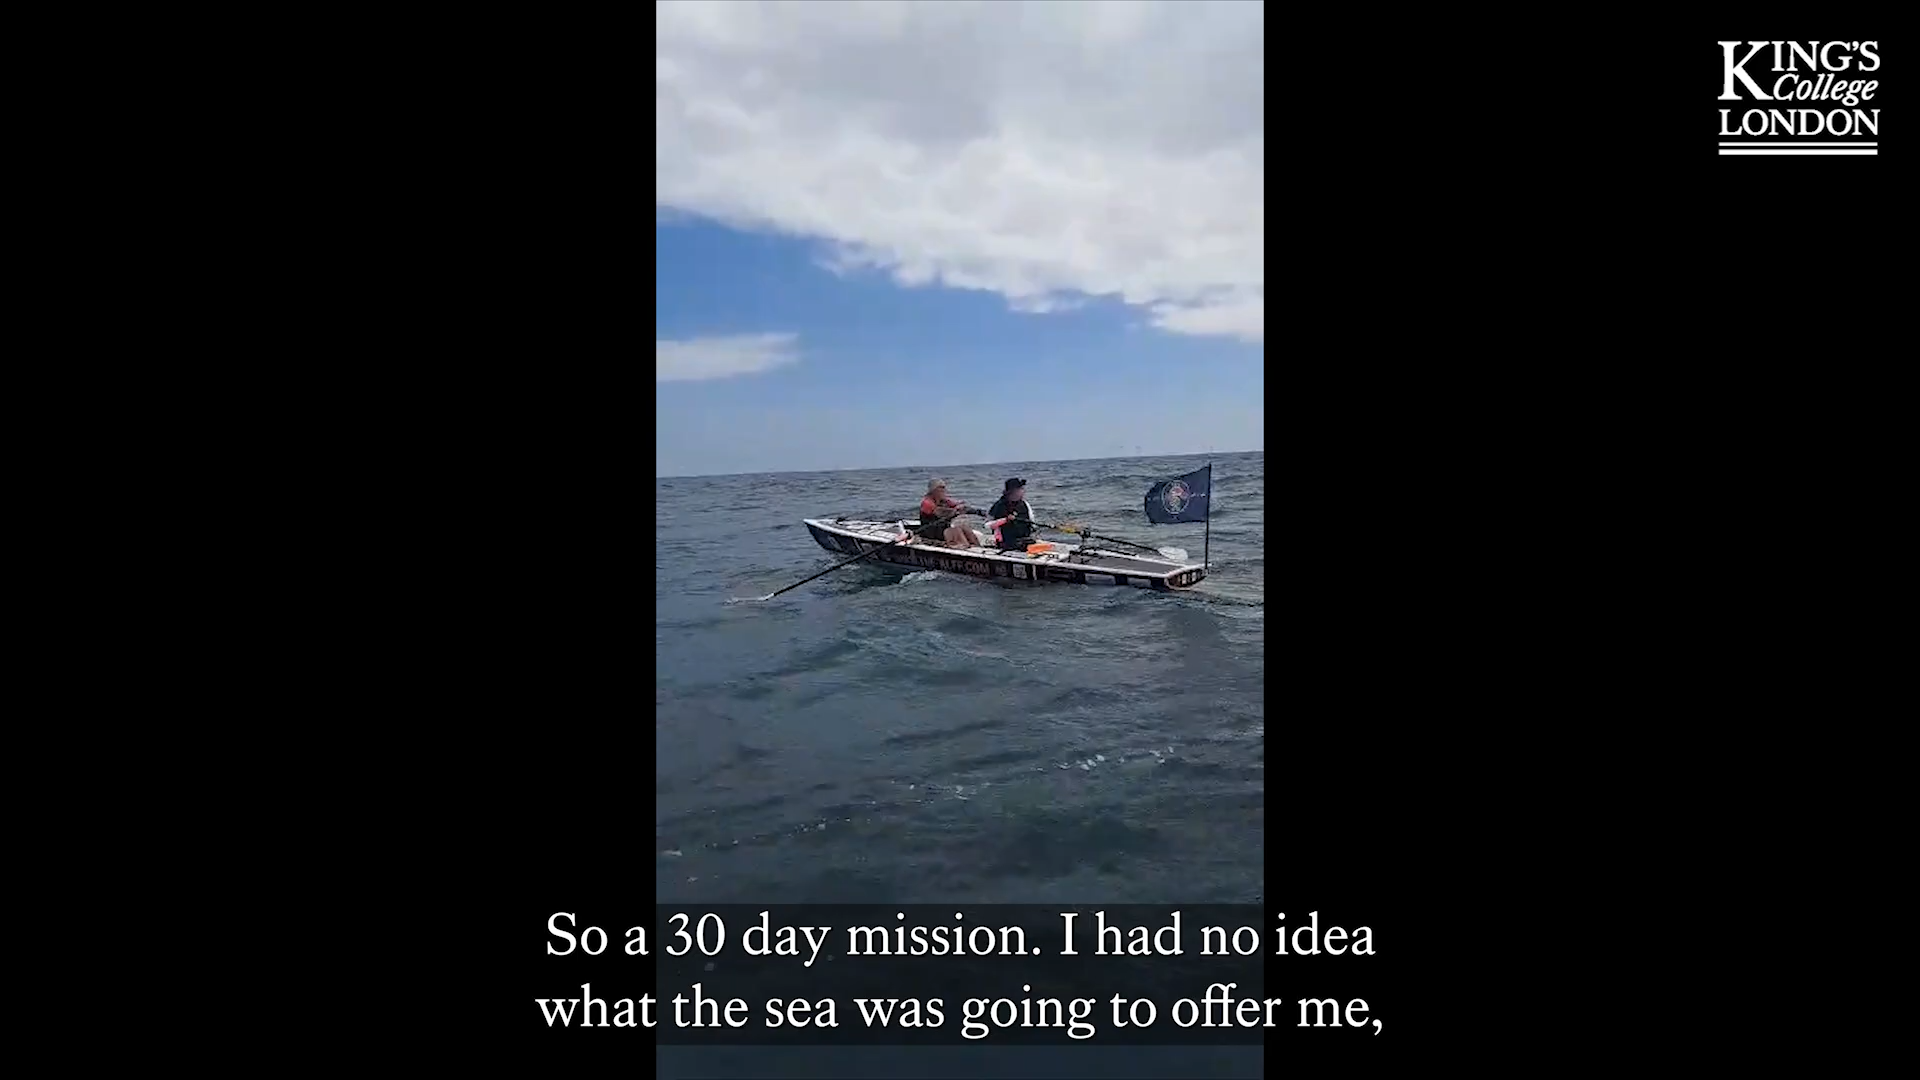 KING'S
College
LONDON
So a 30 day mission. I had no idea
what the sea was going to offer me,